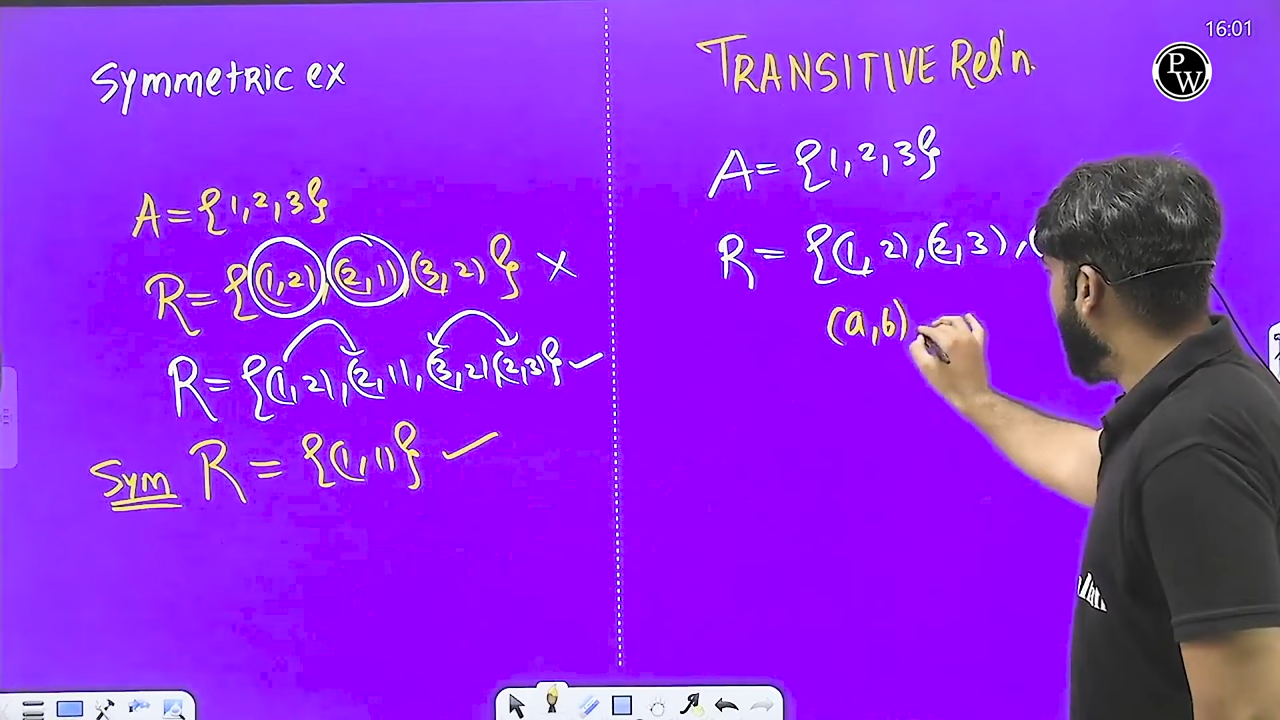 Symmetric ex
A = {1,2,3}
R = {(1,2),(2,1)(3,2)} ×
R = {(1,2),(2,1),(3,2)(2,3)} ✓
Sym R = {(1,1)} ✓
TRANSITIVE Rel'n.
A = {1,2,3}
R = {(1,2),(2,3),(
(a,b)
16:01
PW